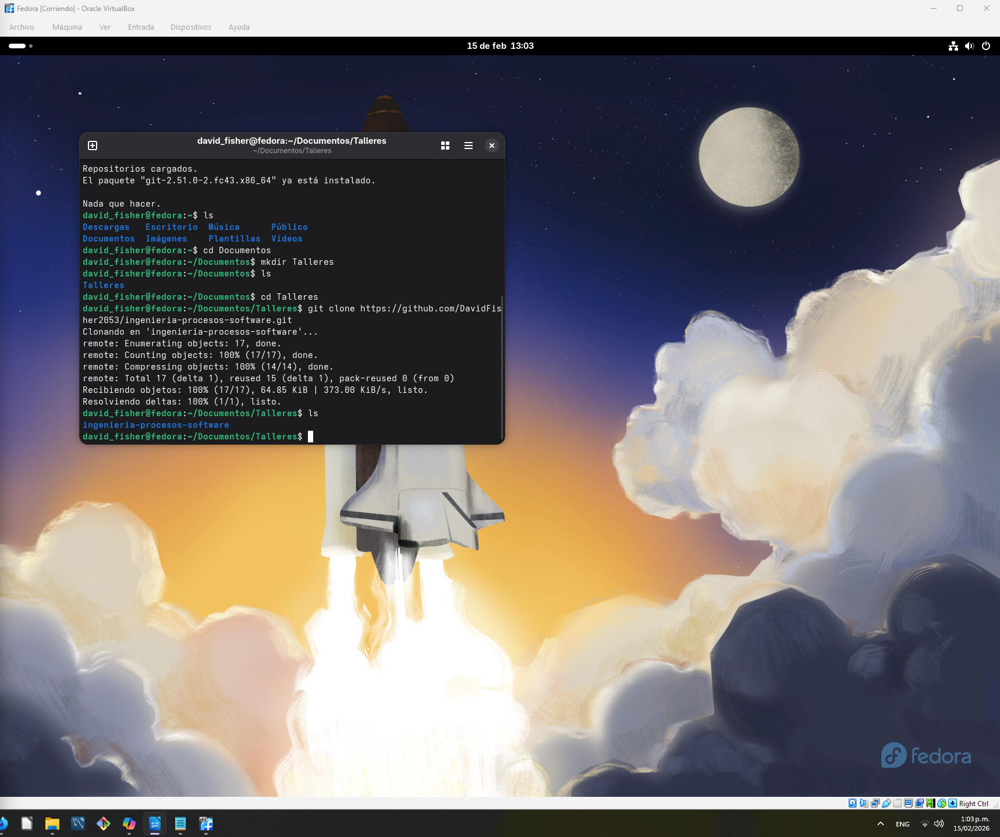 Fedora [Corriendo] - Oracle VirtualBox
Archivo Máquina Ver Entrada Dispositivos Ayuda
15 de feb 13:03
david_fisher@fedora:~/Documentos/Talleres
~/Documentos/Talleres
Repositorios cargados.
El paquete "git-2.51.0-2.fc43.x86_64" ya está instalado.
Nada que hacer.
david_fisher@fedora:~$ ls
Descargas Escritorio Música Público
Documentos Imágenes Plantillas Vídeos
david_fisher@fedora:~$ cd Documentos
david_fisher@fedora:~/Documentos$ mkdir Talleres
david_fisher@fedora:~/Documentos$ ls
Talleres
david_fisher@fedora:~/Documentos$ cd Talleres
david_fisher@fedora:~/Documentos/Talleres$ git clone https://github.com/DavidFis
her2053/ingenieria-procesos-software.git
Clonando en 'ingenieria-procesos-software'...
remote: Enumerating objects: 17, done.
remote: Counting objects: 100% (17/17), done.
remote: Compressing objects: 100% (14/14), done.
remote: Total 17 (delta 1), reused 15 (delta 1), pack-reused 0 (from 0)
Recibiendo objetos: 100% (17/17), 64.85 KiB | 373.00 KiB/s, listo.
Resolviendo deltas: 100% (1/1), listo.
david_fisher@fedora:~/Documentos/Talleres$ ls
ingenieria-procesos-software
david_fisher@fedora:~/Documentos/Talleres$
fedora
Right Ctrl
ENG
1:03 p. m.
15/02/2026